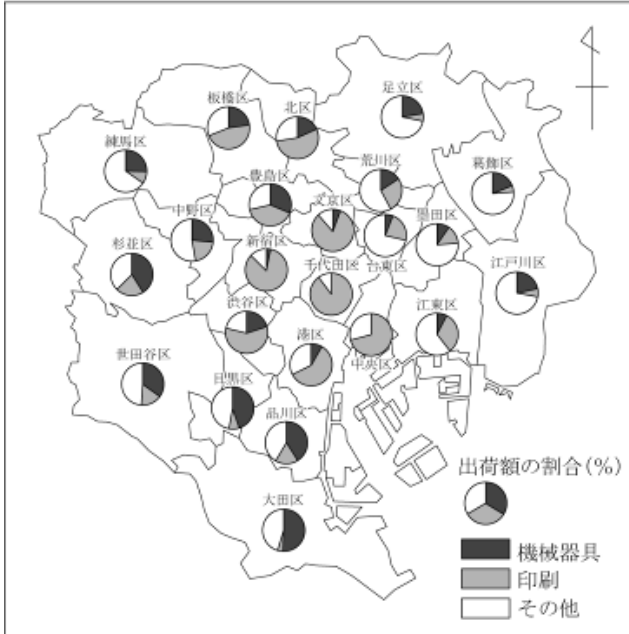 足立区
板橋区
北区
練馬区
荒川区
葛飾区
豊島区
文京区
中野区
墨田区
新宿区
杉並区
千代田区
台東区
江戸川区
渋谷区
江東区
港区
中央区
世田谷区
目黒区
品川区
出荷額の割合(%)
大田区
機械器具
印刷
その他